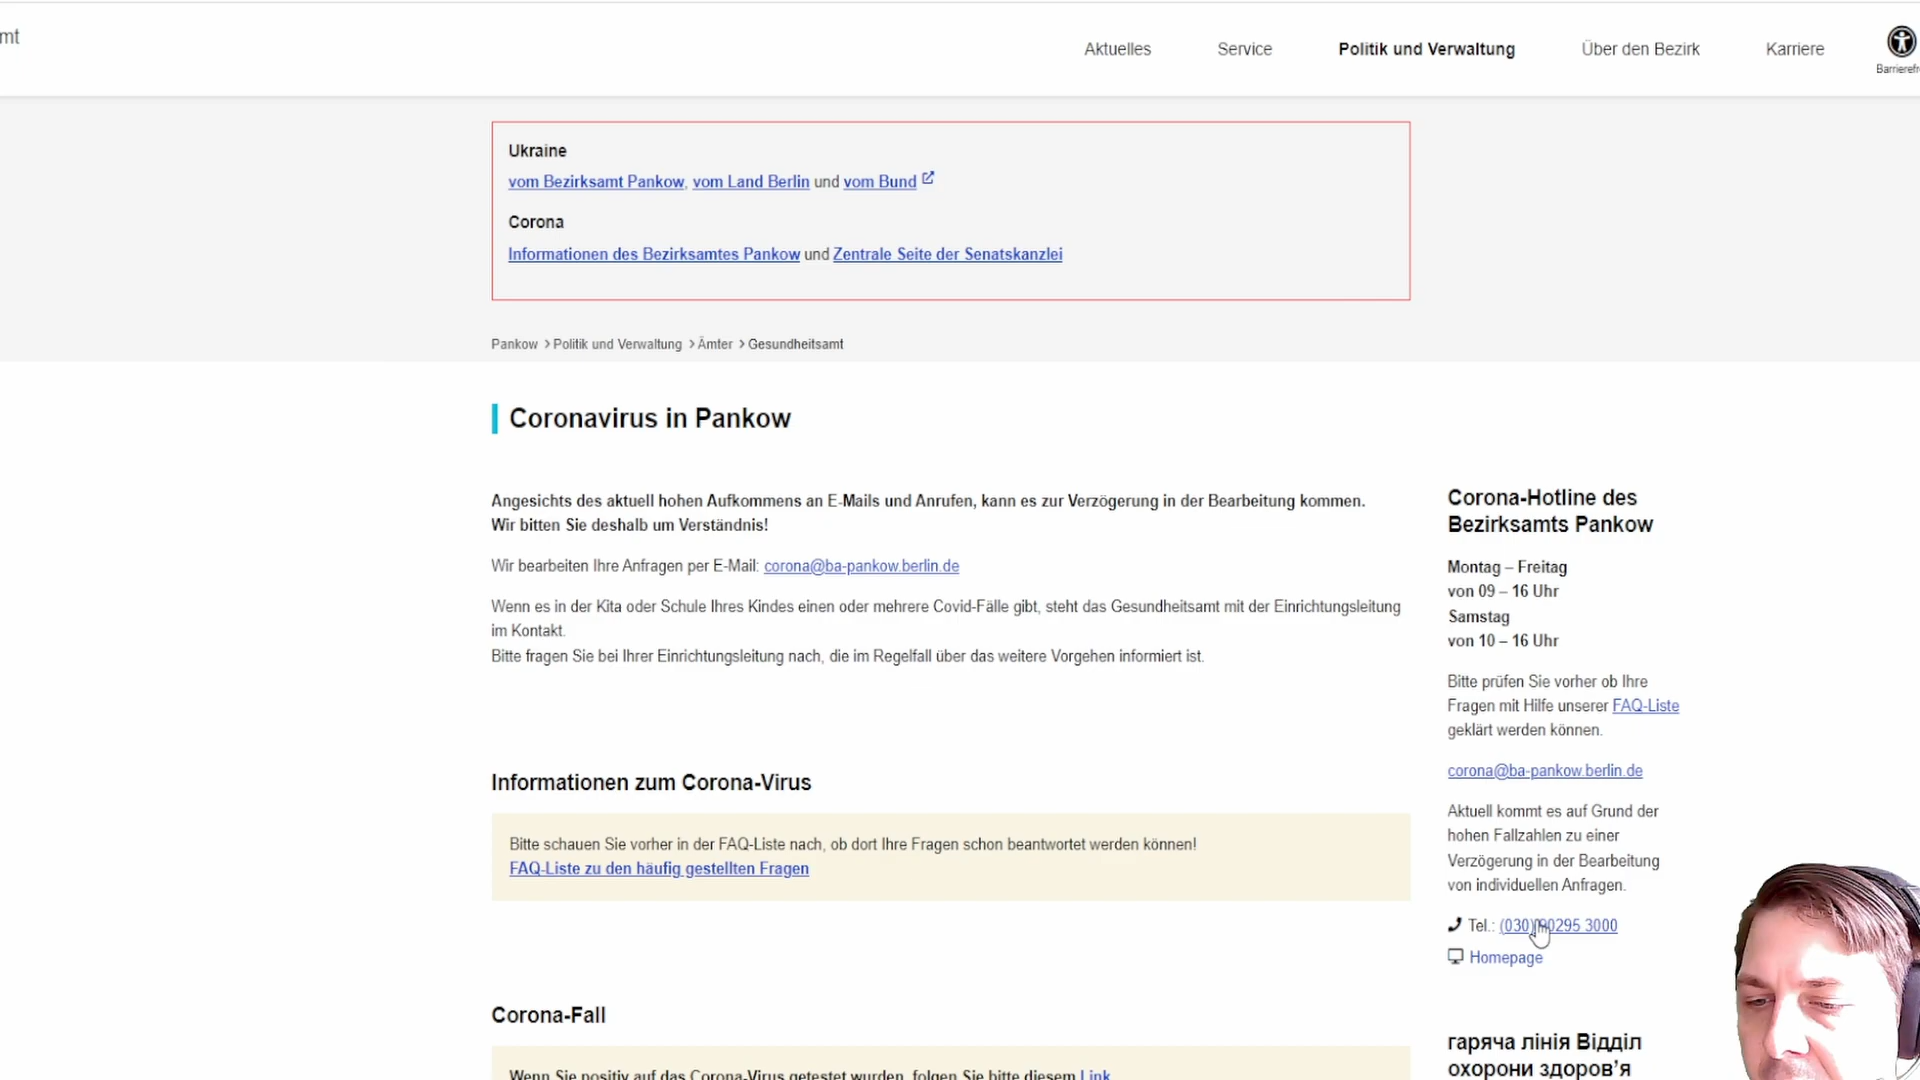 mt
Aktuelles Service Politik und Verwaltung Über den Bezirk Karriere
Barrierefr
Ukraine
vom Bezirksamt Pankow, vom Land Berlin und vom Bund
Corona
Informationen des Bezirksamtes Pankow und Zentrale Seite der Senatskanzlei
Pankow > Politik und Verwaltung > Ämter > Gesundheitsamt
Coronavirus in Pankow
Angesichts des aktuell hohen Aufkommens an E-Mails und Anrufen, kann es zur Verzögerung in der Bearbeitung kommen.
Wir bitten Sie deshalb um Verständnis!
Wir bearbeiten Ihre Anfragen per E-Mail: corona@ba-pankow.berlin.de
Wenn es in der Kita oder Schule Ihres Kindes einen oder mehrere Covid-Fälle gibt, steht das Gesundheitsamt mit der Einrichtungsleitung
im Kontakt.
Bitte fragen Sie bei Ihrer Einrichtungsleitung nach, die im Regelfall über das weitere Vorgehen informiert ist.
Informationen zum Corona-Virus
Bitte schauen Sie vorher in der FAQ-Liste nach, ob dort Ihre Fragen schon beantwortet werden können!
FAQ-Liste zu den häufig gestellten Fragen
Corona-Fall
Wenn Sie positiv auf das Corona-Virus getestet wurden, folgen Sie bitte diesem Link
Corona-Hotline des
Bezirksamts Pankow
Montag – Freitag
von 09 – 16 Uhr
Samstag
von 10 – 16 Uhr
Bitte prüfen Sie vorher ob Ihre
Fragen mit Hilfe unserer FAQ-Liste
geklärt werden können.
corona@ba-pankow.berlin.de
Aktuell kommt es auf Grund der
hohen Fallzahlen zu einer
Verzögerung in der Bearbeitung
von individuellen Anfragen.
Tel.: (030) 90295 3000
Homepage
гаряча лінія Відділ
охорони здоров’я